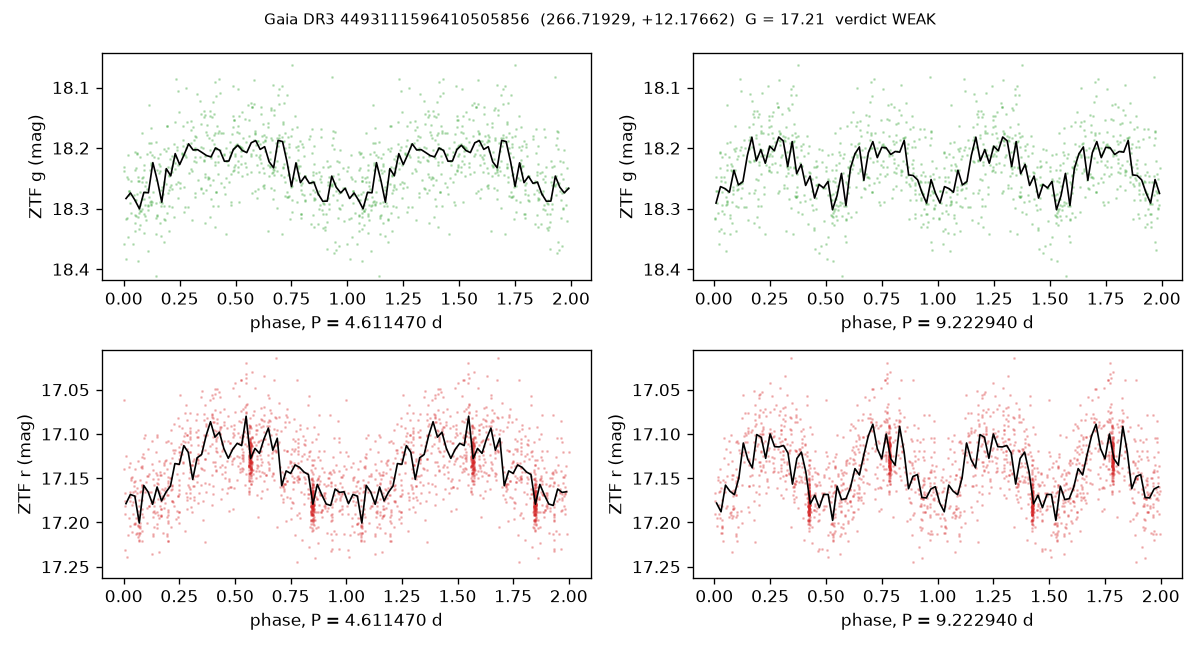 Gaia DR3 4493111596410505856  (266.71929, +12.17662)  G = 17.21  verdict WEAK
ZTF g (mag)
18.1
18.2
18.3
18.4
0.00 0.25 0.50 0.75 1.00 1.25 1.50 1.75 2.00
phase, P = 4.611470 d
ZTF g (mag)
18.1
18.2
18.3
18.4
0.00 0.25 0.50 0.75 1.00 1.25 1.50 1.75 2.00
phase, P = 9.222940 d
ZTF r (mag)
17.05
17.10
17.15
17.20
17.25
0.00 0.25 0.50 0.75 1.00 1.25 1.50 1.75 2.00
phase, P = 4.611470 d
ZTF r (mag)
17.05
17.10
17.15
17.20
17.25
0.00 0.25 0.50 0.75 1.00 1.25 1.50 1.75 2.00
phase, P = 9.222940 d